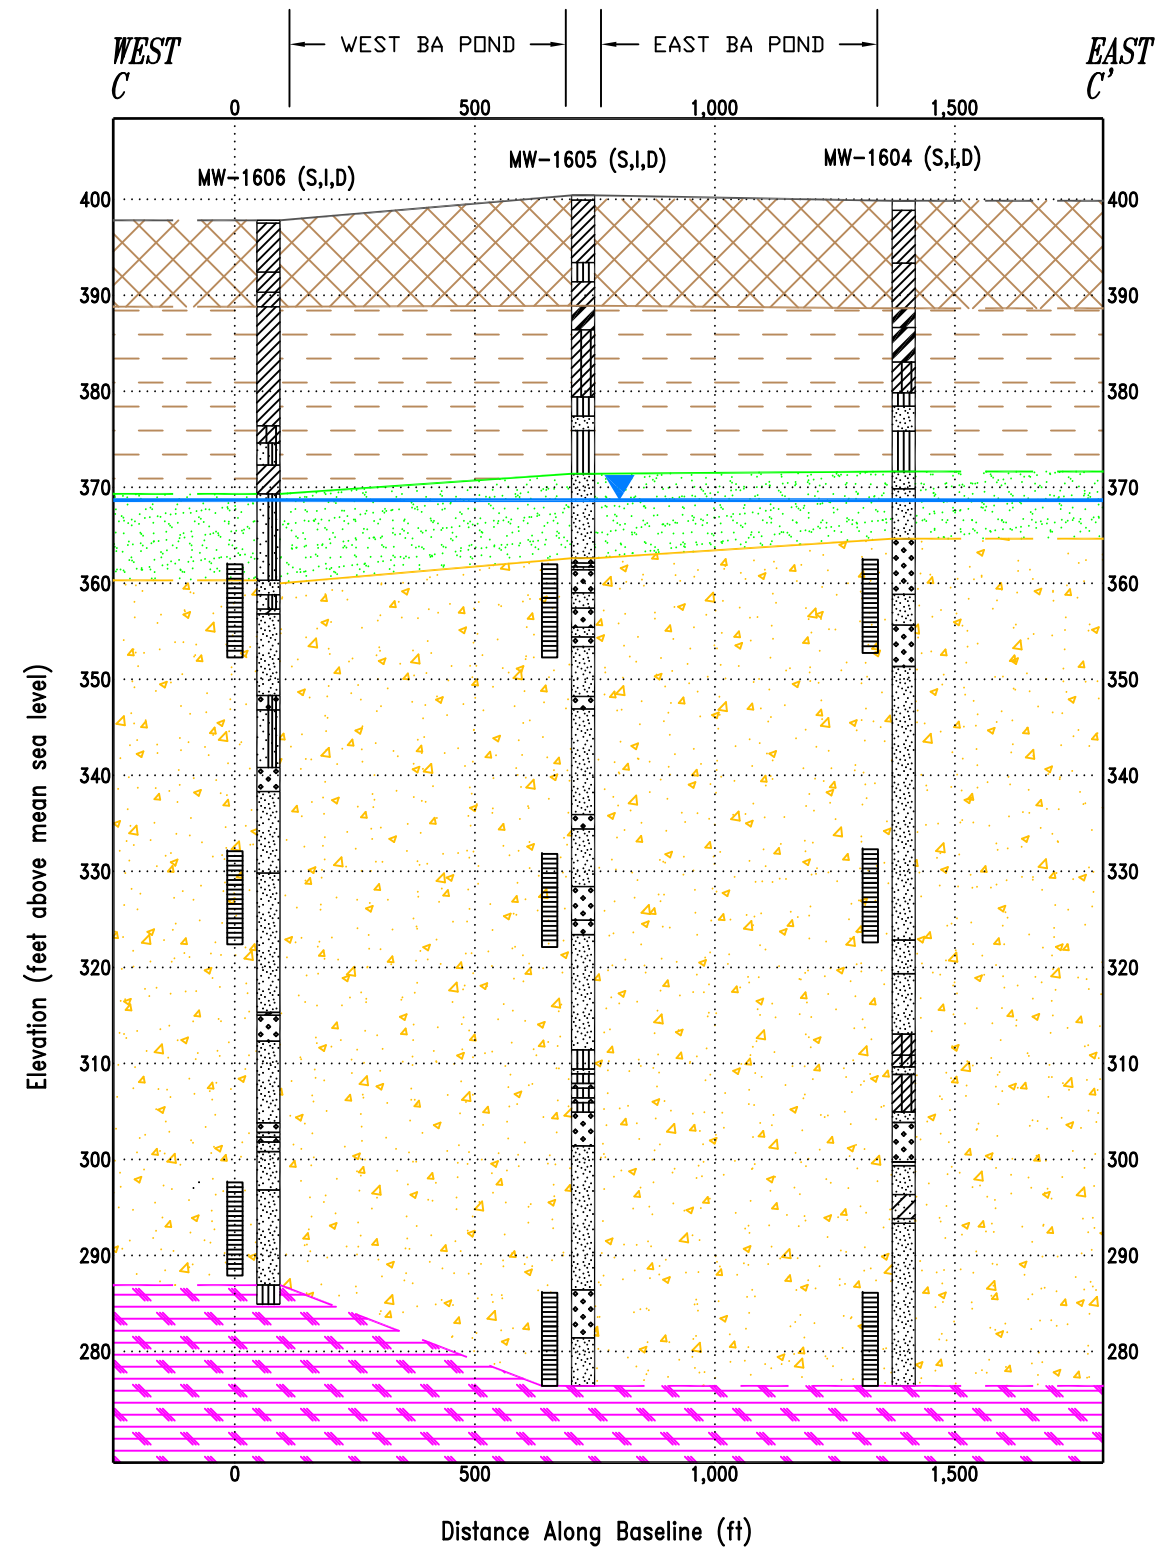 WEST BA POND
EAST BA POND
WEST
C
EAST
C'
0 500 1,000 1,500
MW-1606 (S,I,D)
MW-1605 (S,I,D)
MW-1604 (S,I,D)
400 400
390 390
380 380
370 370
360 360
350 350
340 340
330 330
320 320
310 310
300 300
290 290
280 280
Elevation (feet above mean sea level)
0 500 1,000 1,500
Distance Along Baseline (ft)